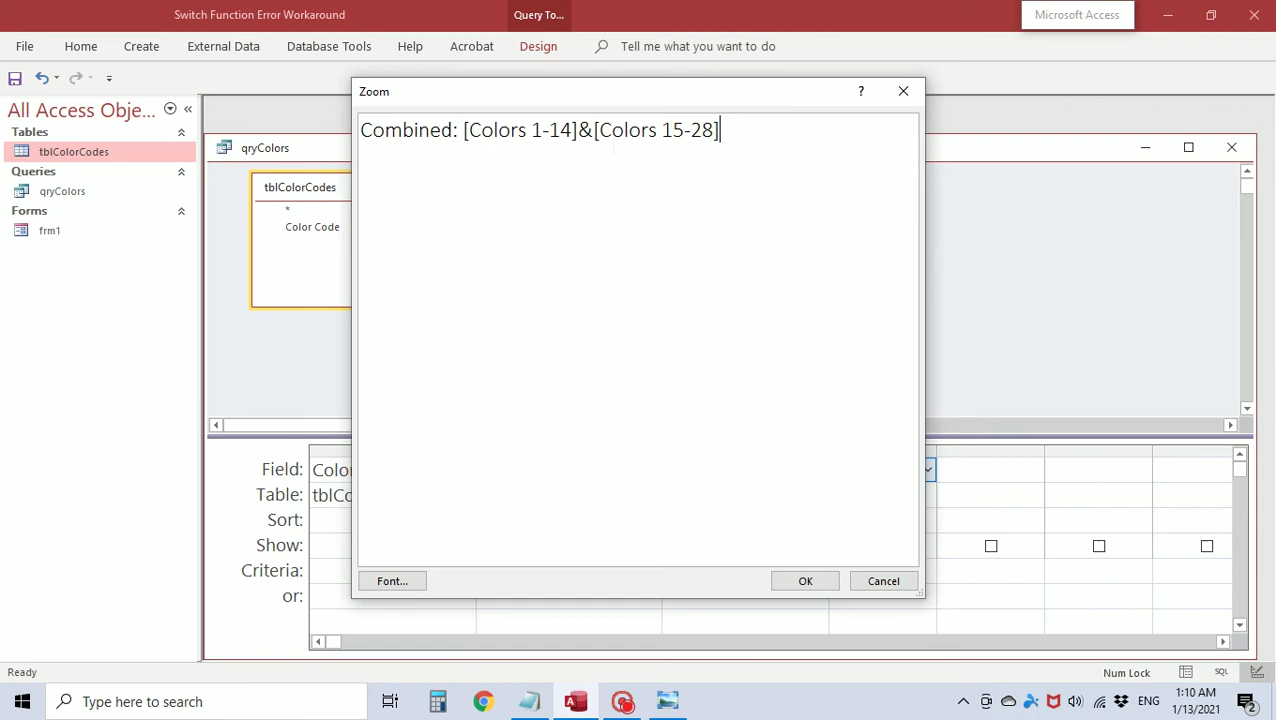 Switch Function Error Workaround
Query To...
Microsoft Access
File
Home
Create
External Data
Database Tools
Help
Acrobat
Design
Tell me what you want to do
All Access Obje...
Tables
tblColorCodes
Queries
qryColors
Forms
frm1
qryColors
tblColorCodes
*
Color Code
Zoom
?
Combined: [Colors 1-14]&[Colors 15-28]
Font...
OK
Cancel
Field:
Colo
Table:
tblCo
Sort:
Show:
Criteria:
or:
Ready
Num Lock
SQL
Type here to search
ENG
1:10 AM
1/13/2021
2